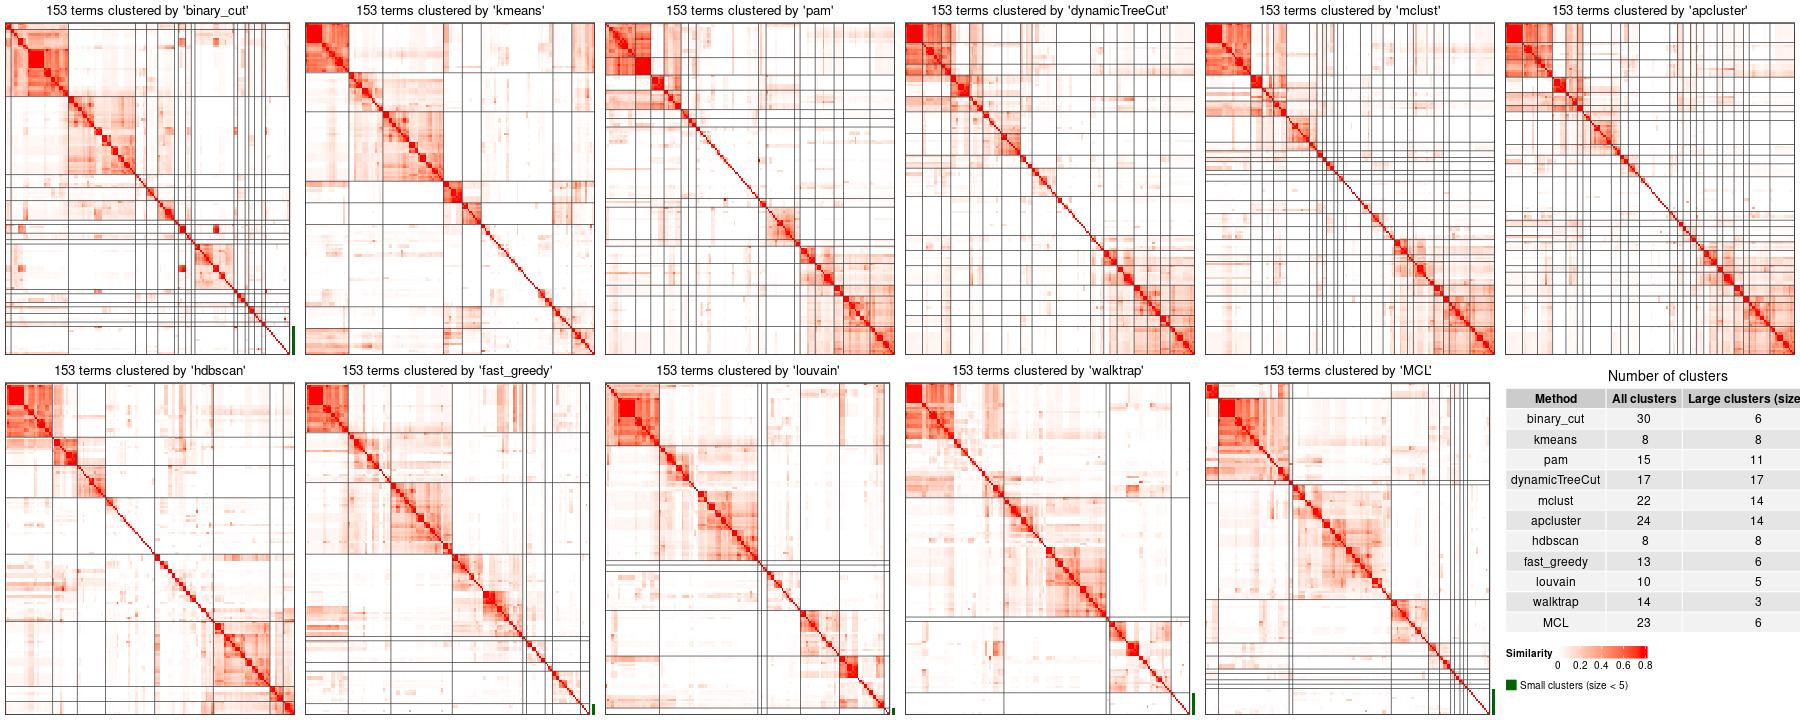 153 terms clustered by 'binary_cut'
153 terms clustered by 'kmeans'
153 terms clustered by 'pam'
153 terms clustered by 'dynamicTreeCut'
153 terms clustered by 'mclust'
153 terms clustered by 'apcluster'
153 terms clustered by 'hdbscan'
153 terms clustered by 'fast_greedy'
153 terms clustered by 'louvain'
153 terms clustered by 'walktrap'
153 terms clustered by 'MCL'
Number of clusters
Method All clusters Large clusters (size
binary_cut 30 6
kmeans 8 8
pam 15 11
dynamicTreeCut 17 17
mclust 22 14
apcluster 24 14
hdbscan 8 8
fast_greedy 13 6
louvain 10 5
walktrap 14 3
MCL 23 6
Similarity
0 0.2 0.4 0.6 0.8
Small clusters (size < 5)